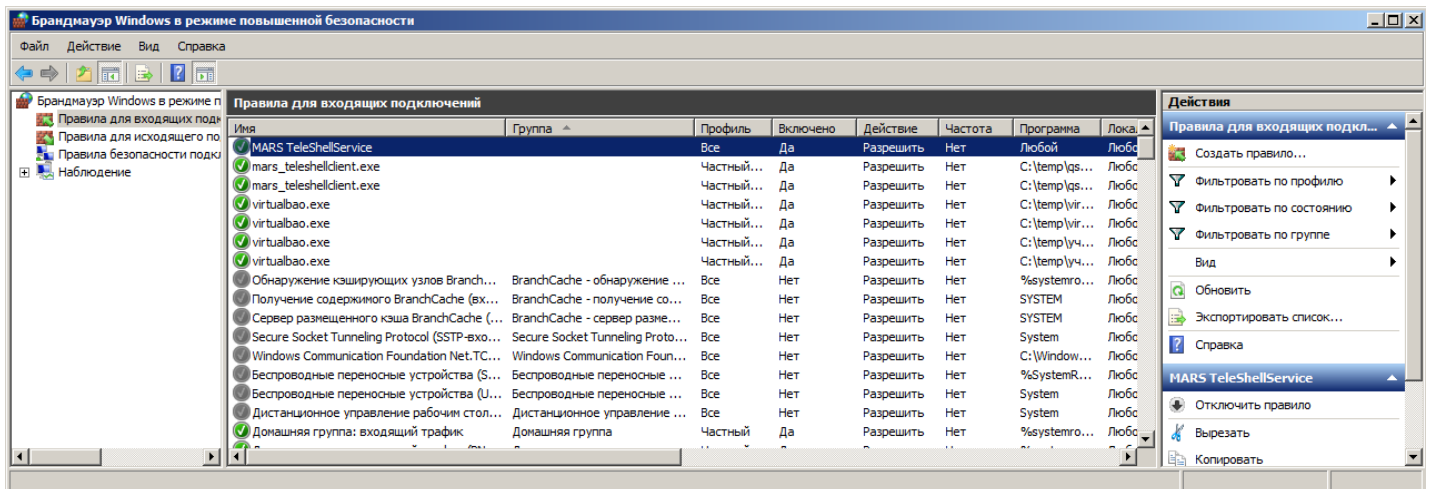 Брандмауэр Windows в режиме повышенной безопасности
Файл Действие Вид Справка
Брандмауэр Windows в режиме п
Правила для входящих подк
Правила для исходящего по
Правила безопасности подкл
Наблюдение
Правила для входящих подключений
Имя Группа Профиль Включено Действие Частота Программа Лока
MARS TeleShellService Все Да Разрешить Нет Любой Любо
mars_teleshellclient.exe Частный... Да Разрешить Нет C:\temp\qs... Любо
mars_teleshellclient.exe Частный... Да Разрешить Нет C:\temp\qs... Любо
virtualbao.exe Частный... Да Разрешить Нет C:\temp\vir... Любо
virtualbao.exe Частный... Да Разрешить Нет C:\temp\vir... Любо
virtualbao.exe Частный... Да Разрешить Нет C:\temp\уч... Любо
virtualbao.exe Частный... Да Разрешить Нет C:\temp\уч... Любо
Обнаружение кэширующих узлов Branch... BranchCache - обнаружение ... Все Нет Разрешить Нет %systemro... Любо
Получение содержимого BranchCache (вх... BranchCache - получение со... Все Нет Разрешить Нет SYSTEM Любо
Сервер размещенного кэша BranchCache (... BranchCache - сервер разме... Все Нет Разрешить Нет SYSTEM Любо
Secure Socket Tunneling Protocol (SSTP-вхо... Secure Socket Tunneling Proto... Все Нет Разрешить Нет System Любо
Windows Communication Foundation Net.TC... Windows Communication Foun... Все Нет Разрешить Нет C:\Window... Любо
Беспроводные переносные устройства (S... Беспроводные переносные ... Все Нет Разрешить Нет %SystemR... Любо
Беспроводные переносные устройства (U... Беспроводные переносные ... Все Нет Разрешить Нет System Любо
Дистанционное управление рабочим стол... Дистанционное управление ... Все Нет Разрешить Нет System Любо
Домашняя группа: входящий трафик Домашняя группа Частный Да Разрешить Нет %systemro... Любо
Действия
Правила для входящих подкл...
Создать правило...
Фильтровать по профилю
Фильтровать по состоянию
Фильтровать по группе
Вид
Обновить
Экспортировать список...
Справка
MARS TeleShellService
Отключить правило
Вырезать
Копировать